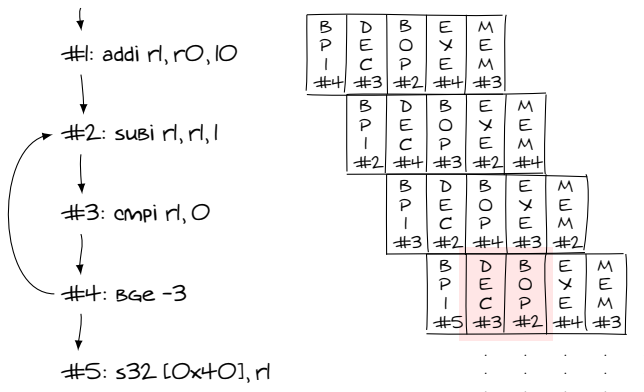 #1: addi r1, r0, 10
#2: subi r1, r1, 1
#3: cmpi r1, 0
#4: BGe -3
#5: s32 [0x40], r1
B D B E M
P E O X E
I C P E M
#4 #3 #2 #4 #3
B D B E M
P E O X E
I C P E M
#2 #4 #3 #2 #4
B D B E M
P E O X E
I C P E M
#3 #2 #4 #3 #2
B D B E M
P E O X E
I C P E M
#5 #3 #2 #4 #3